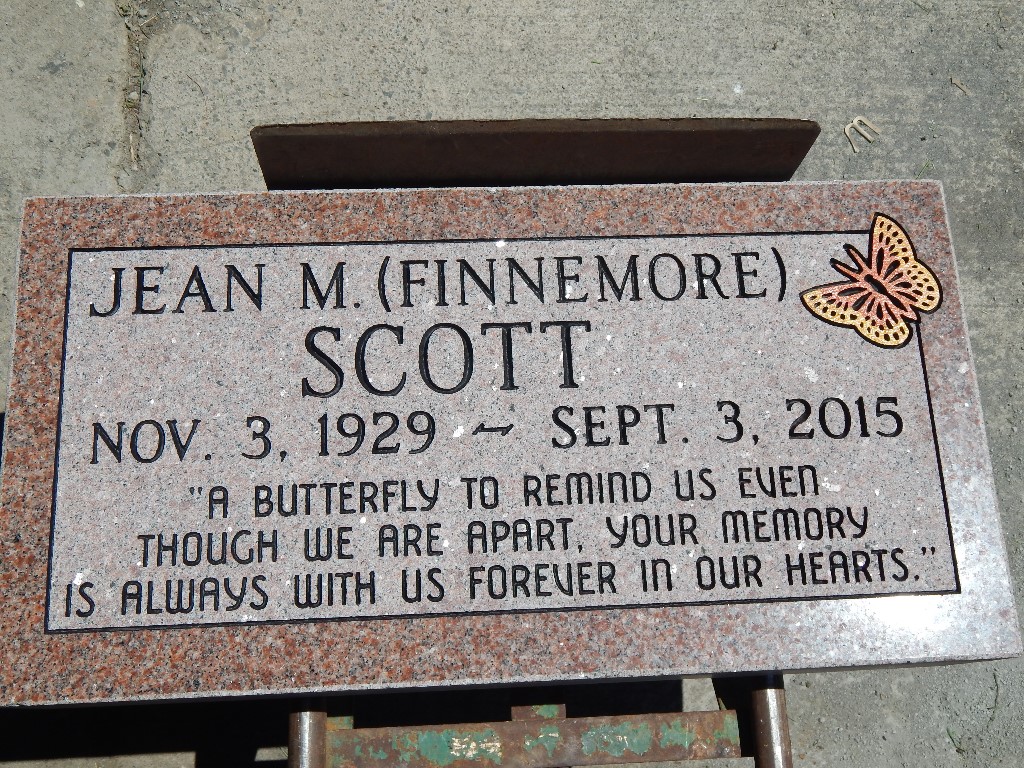 JEAN M. (FINNEMORE)
SCOTT
NOV. 3, 1929 ~ SEPT. 3, 2015
"A BUTTERFLY TO REMIND US EVEN
THOUGH WE ARE APART, YOUR MEMORY
IS ALWAYS WITH US FOREVER IN OUR HEARTS."